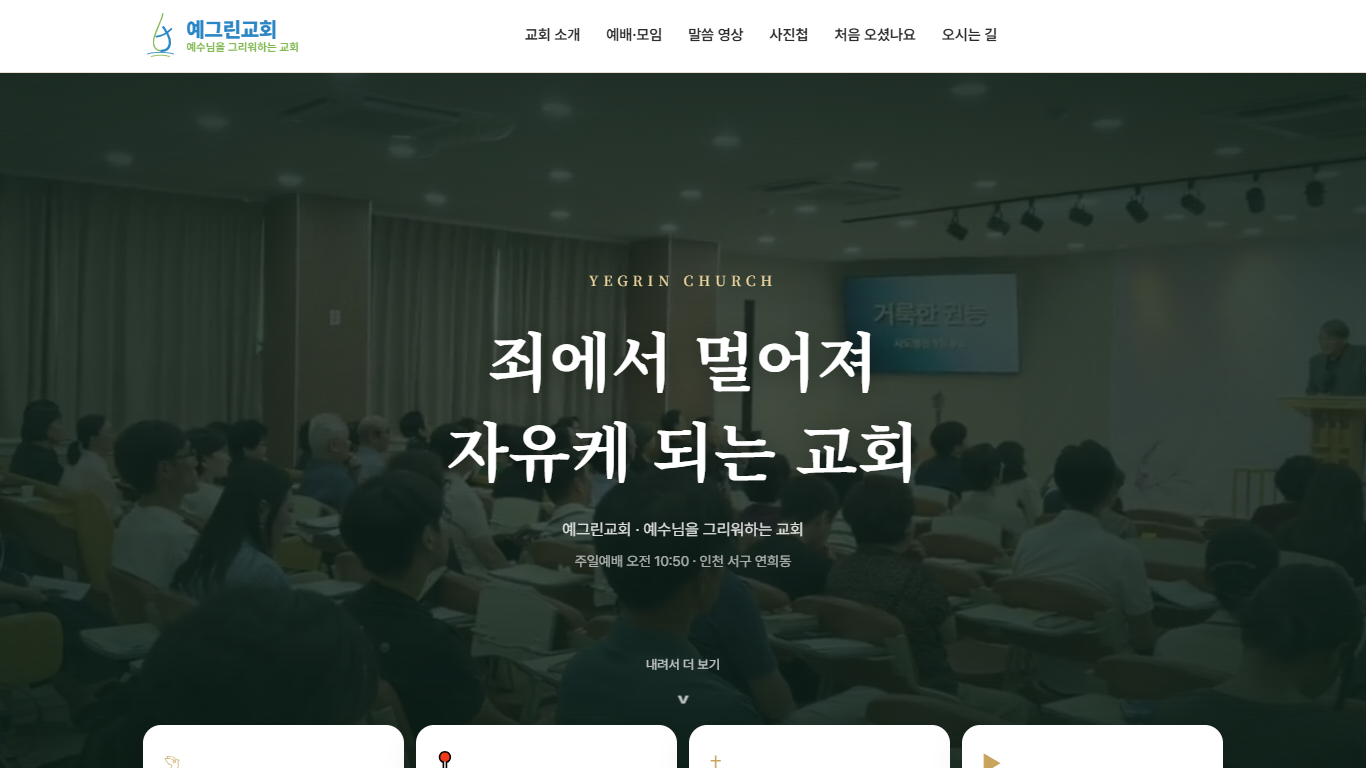 예그린교회
예수님을 그리워하는 교회
교회 소개
예배·모임
말씀 영상
사진첩
처음 오셨나요
오시는 길
YEGRIN CHURCH
거룩한 권능
죄에서 멀어져
자유케 되는 교회
예그린교회 · 예수님을 그리워하는 교회
주일예배 오전 10:50 · 인천 서구 연희동
내려서 더 보기